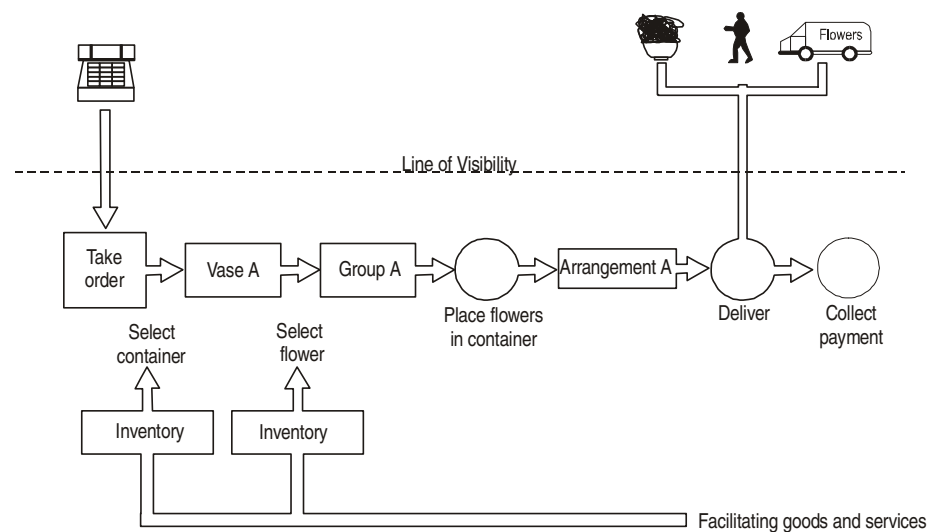 Flowers
Line of Visibility
Take
order
Vase A
Group A
Arrangement A
Place flowers
in container
Deliver
Collect
payment
Select
container
Select
flower
Inventory
Inventory
Facilitating goods and services